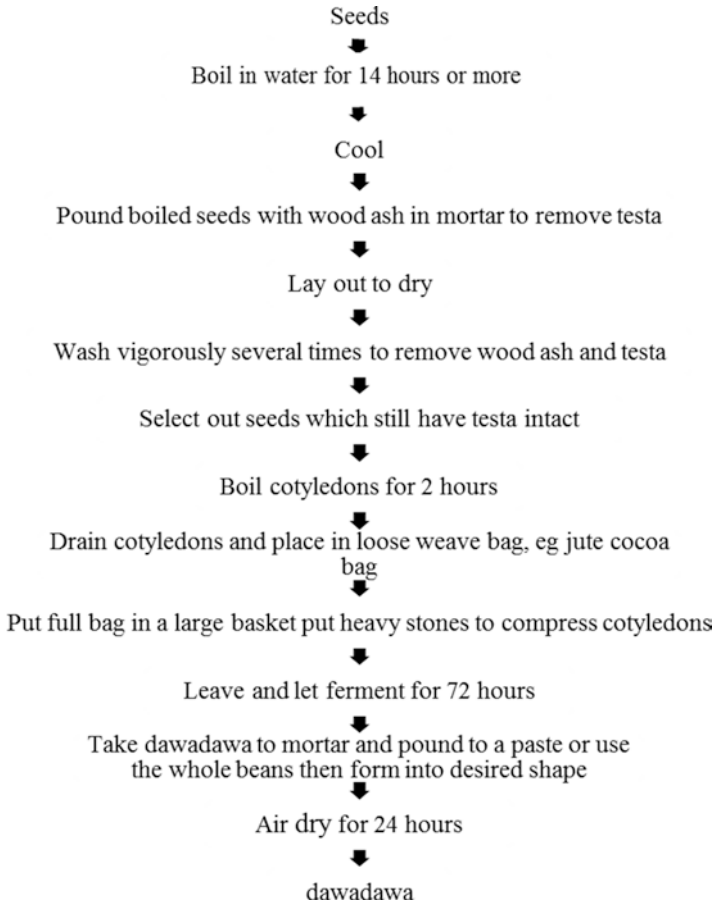 Seeds
Boil in water for 14 hours or more
Cool
Pound boiled seeds with wood ash in mortar to remove testa
Lay out to dry
Wash vigorously several times to remove wood ash and testa
Select out seeds which still have testa intact
Boil cotyledons for 2 hours
Drain cotyledons and place in loose weave bag, eg jute cocoa
bag
Put full bag in a large basket put heavy stones to compress cotyledons
Leave and let ferment for 72 hours
Take dawadawa to mortar and pound to a paste or use
the whole beans then form into desired shape
Air dry for 24 hours
dawadawa